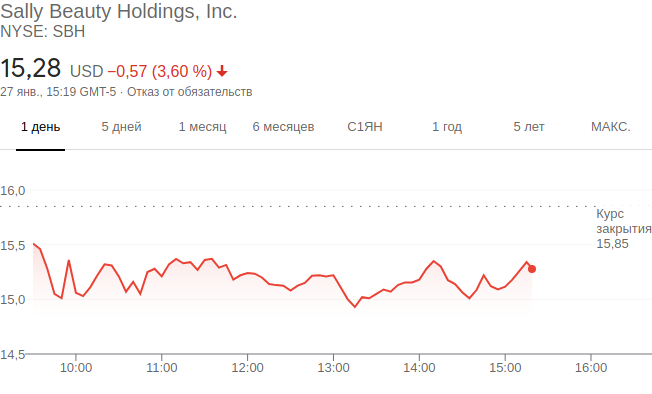 Sally Beauty Holdings, Inc.
NYSE: SBH
15,28 USD −0,57 (3,60 %)
27 янв., 15:19 GMT-5 · Отказ от обязательств
1 день 5 дней 1 месяц 6 месяцев С1ЯН 1 год 5 лет МАКС.
16,0
Курс
закрытия
15,85
15,5
15,0
14,5
10:00 11:00 12:00 13:00 14:00 15:00 16:00